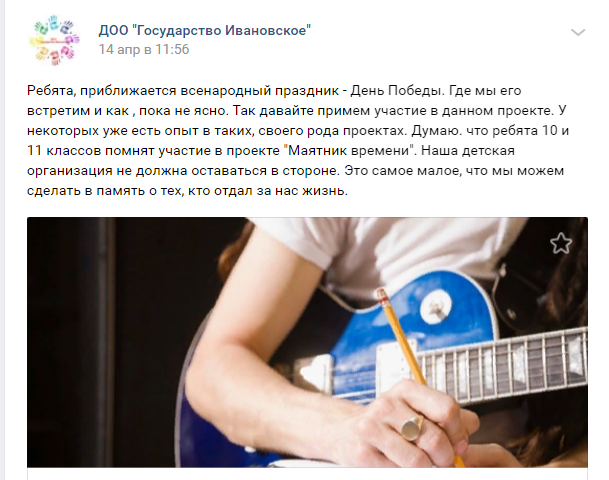 ДОО "Государство Ивановское"
14 апр в 11:56
Ребята, приближается всенародный праздник - День Победы. Где мы его
встретим и как , пока не ясно. Так давайте примем участие в данном проекте. У
некоторых уже есть опыт в таких, своего рода проектах. Думаю. что ребята 10 и
11 классов помнят участие в проекте "Маятник времени". Наша детская
организация не должна оставаться в стороне. Это самое малое, что мы можем
сделать в память о тех, кто отдал за нас жизнь.